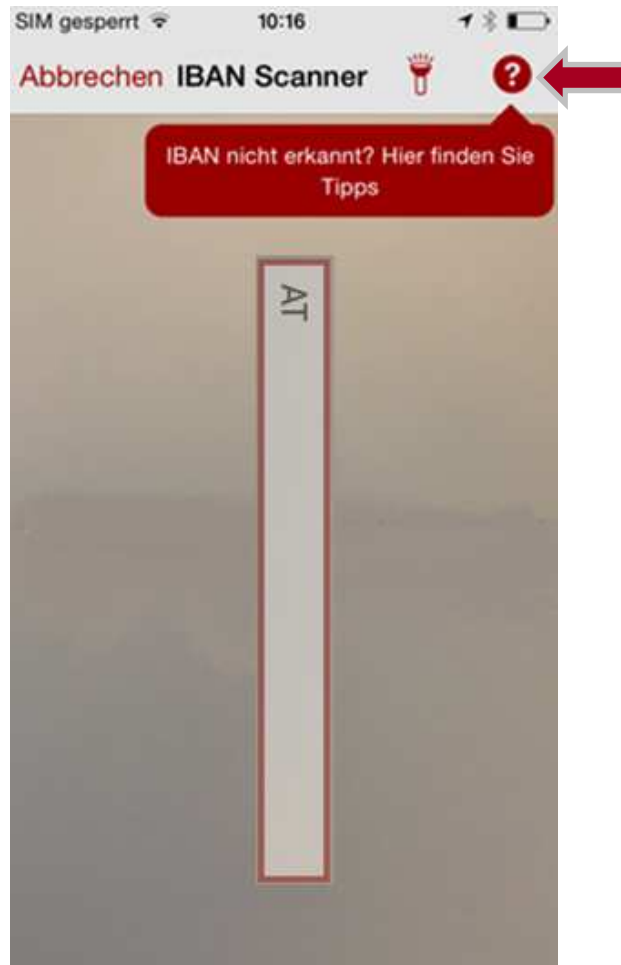 SIM gesperrt 10:16
Abbrechen IBAN Scanner ?
IBAN nicht erkannt? Hier finden Sie
Tipps
AT